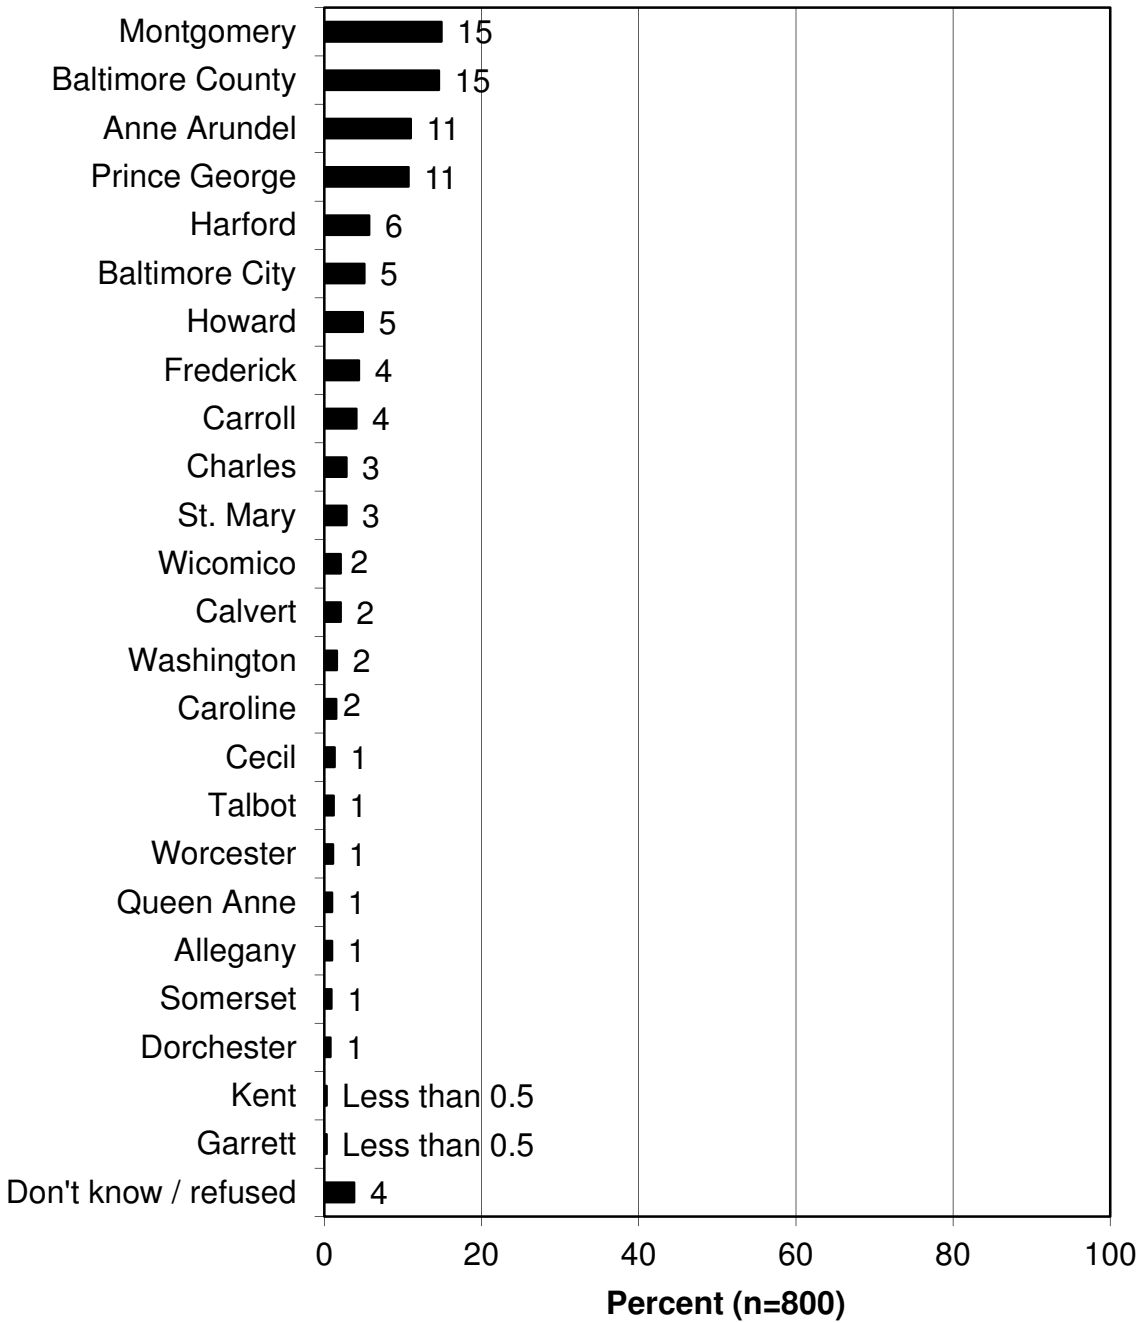 Montgomery 15
Baltimore County 15
Anne Arundel 11
Prince George 11
Harford 6
Baltimore City 5
Howard 5
Frederick 4
Carroll 4
Charles 3
St. Mary 3
Wicomico 2
Calvert 2
Washington 2
Caroline 2
Cecil 1
Talbot 1
Worcester 1
Queen Anne 1
Allegany 1
Somerset 1
Dorchester 1
Kent Less than 0.5
Garrett Less than 0.5
Don't know / refused 4
0 20 40 60 80 100
Percent (n=800)